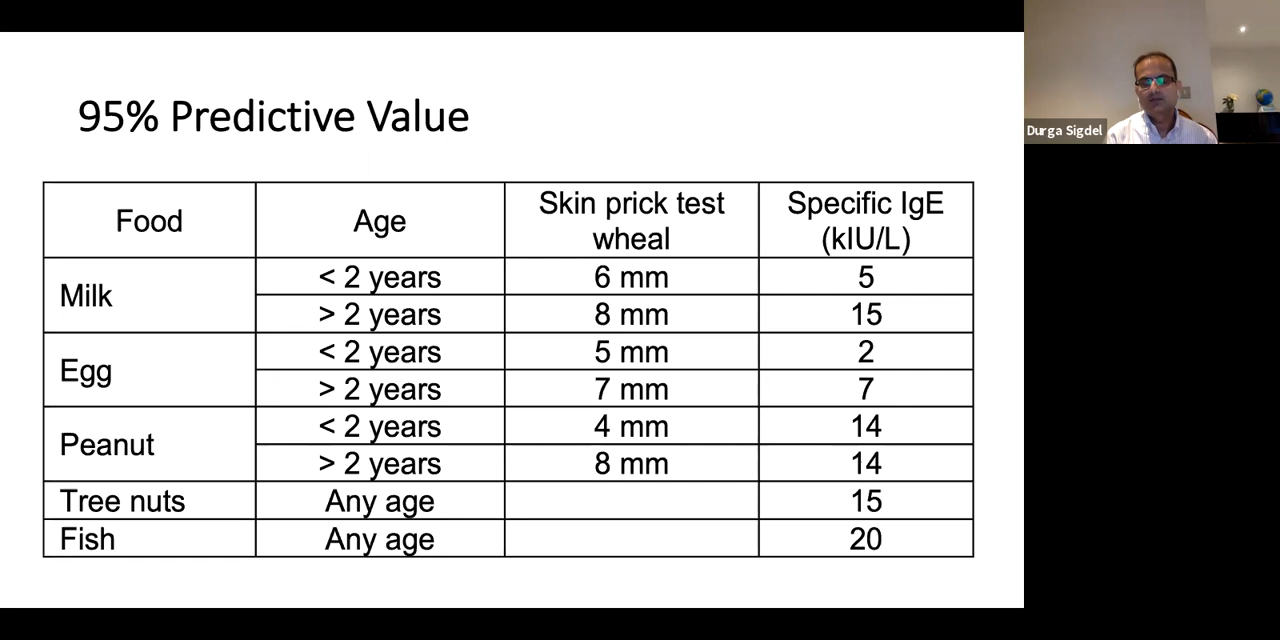 95% Predictive Value
Food Age Skin prick test wheal Specific IgE (kIU/L)
Milk < 2 years 6 mm 5
> 2 years 8 mm 15
Egg < 2 years 5 mm 2
> 2 years 7 mm 7
Peanut < 2 years 4 mm 14
> 2 years 8 mm 14
Tree nuts Any age 15
Fish Any age 20
Durga Sigdel